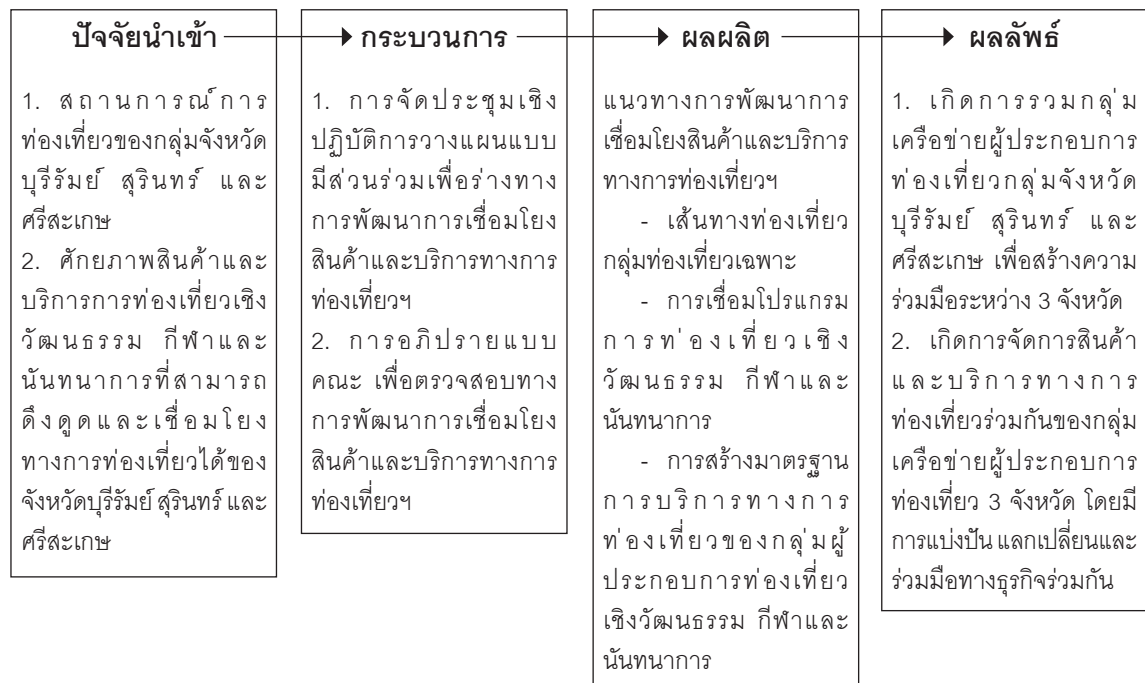 ปัจจัยนำเข้า
1. สถานการณ์การ
ท่องเที่ยวของกลุ่มจังหวัด
บุรีรัมย์ สุรินทร์ และ
ศรีสะเกษ
2. ศักยภาพสินค้าและ
บริการการท่องเที่ยวเชิง
วัฒนธรรม กีฬาและ
นันทนาการที่สามารถ
ดึงดูดและเชื่อมโยง
ทางการท่องเที่ยวได้ของ
จังหวัดบุรีรัมย์ สุรินทร์ และ
ศรีสะเกษ
กระบวนการ
1. การจัดประชุมเชิง
ปฏิบัติการวางแผนแบบ
มีส่วนร่วมเพื่อร่างทาง
การพัฒนาการเชื่อมโยง
สินค้าและบริการทางการ
ท่องเที่ยวฯ
2. การอภิปรายแบบ
คณะ เพื่อตรวจสอบทาง
การพัฒนาการเชื่อมโยง
สินค้าและบริการทางการ
ท่องเที่ยวฯ
ผลผลิต
แนวทางการพัฒนาการ
เชื่อมโยงสินค้าและบริการ
ทางการท่องเที่ยวฯ
- เส้นทางท่องเที่ยว
กลุ่มท่องเที่ยวเฉพาะ
- การเชื่อมโปรแกรม
การท่องเที่ยวเชิง
วัฒนธรรม กีฬาและ
นันทนาการ
- การสร้างมาตรฐาน
การบริการทางการ
ท่องเที่ยวของกลุ่มผู้
ประกอบการท่องเที่ยว
เชิงวัฒนธรรม กีฬาและ
นันทนาการ
ผลลัพธ์
1. เกิดการรวมกลุ่ม
เครือข่ายผู้ประกอบการ
ท่องเที่ยวกลุ่มจังหวัด
บุรีรัมย์ สุรินทร์ และ
ศรีสะเกษ เพื่อสร้างความ
ร่วมมือระหว่าง 3 จังหวัด
2. เกิดการจัดการสินค้า
และบริการทางการ
ท่องเที่ยวร่วมกันของกลุ่ม
เครือข่ายผู้ประกอบการ
ท่องเที่ยว 3 จังหวัด โดยมี
การแบ่งปัน แลกเปลี่ยนและ
ร่วมมือทางธุรกิจร่วมกัน